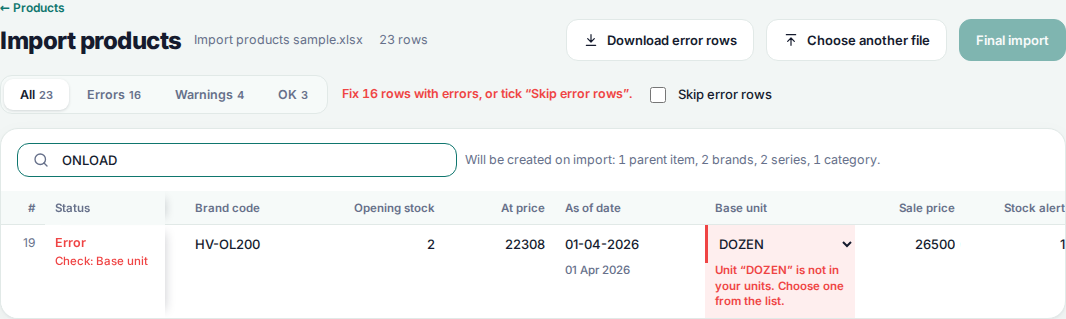 ← Products
Import products Import products sample.xlsx 23 rows Download error rows Choose another file Final import
All 23 Errors 16 Warnings 4 OK 3 Fix 16 rows with errors, or tick “Skip error rows”. Skip error rows
ONLOAD Will be created on import: 1 parent item, 2 brands, 2 series, 1 category.
# Status Brand code Opening stock At price As of date Base unit Sale price Stock alert
19 Error HV-OL200 2 22308 01-04-2026 DOZEN 26500 1
Check: Base unit 01 Apr 2026 Unit “DOZEN” is not in
your units. Choose one
from the list.